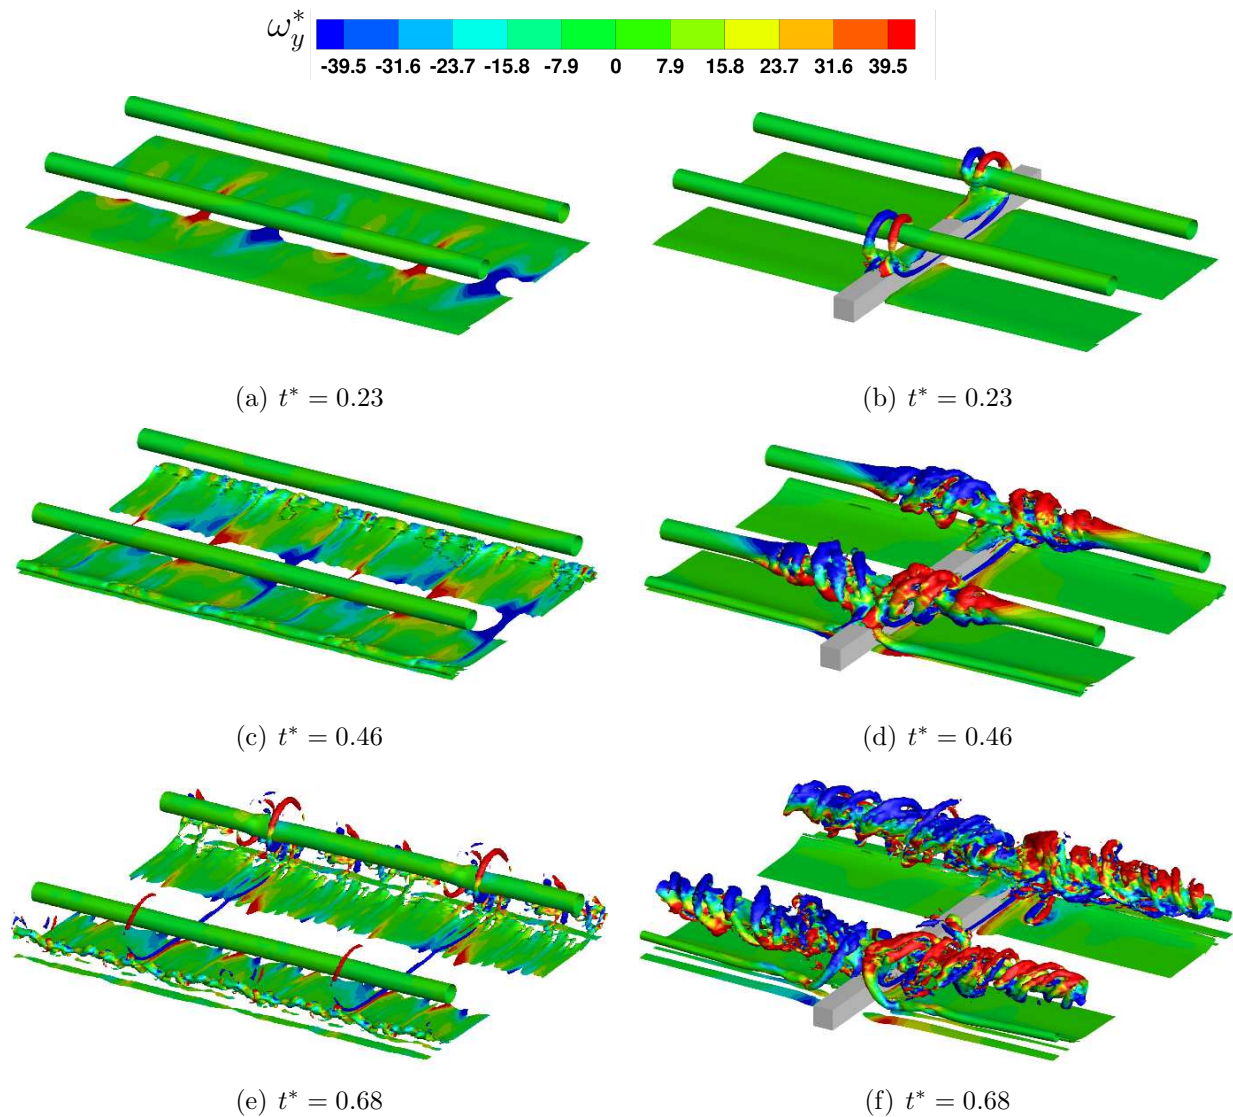 ω*y
-39.5 -31.6 -23.7 -15.8 -7.9 0 7.9 15.8 23.7 31.6 39.5
(a) t* = 0.23
(b) t* = 0.23
(c) t* = 0.46
(d) t* = 0.46
(e) t* = 0.68
(f) t* = 0.68